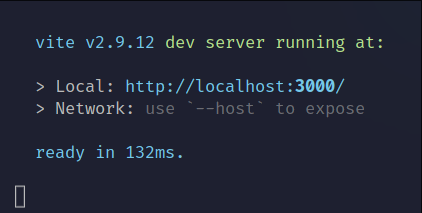 vite v2.9.12 dev server running at:
> Local: http://localhost:3000/
> Network: use `--host` to expose
ready in 132ms.